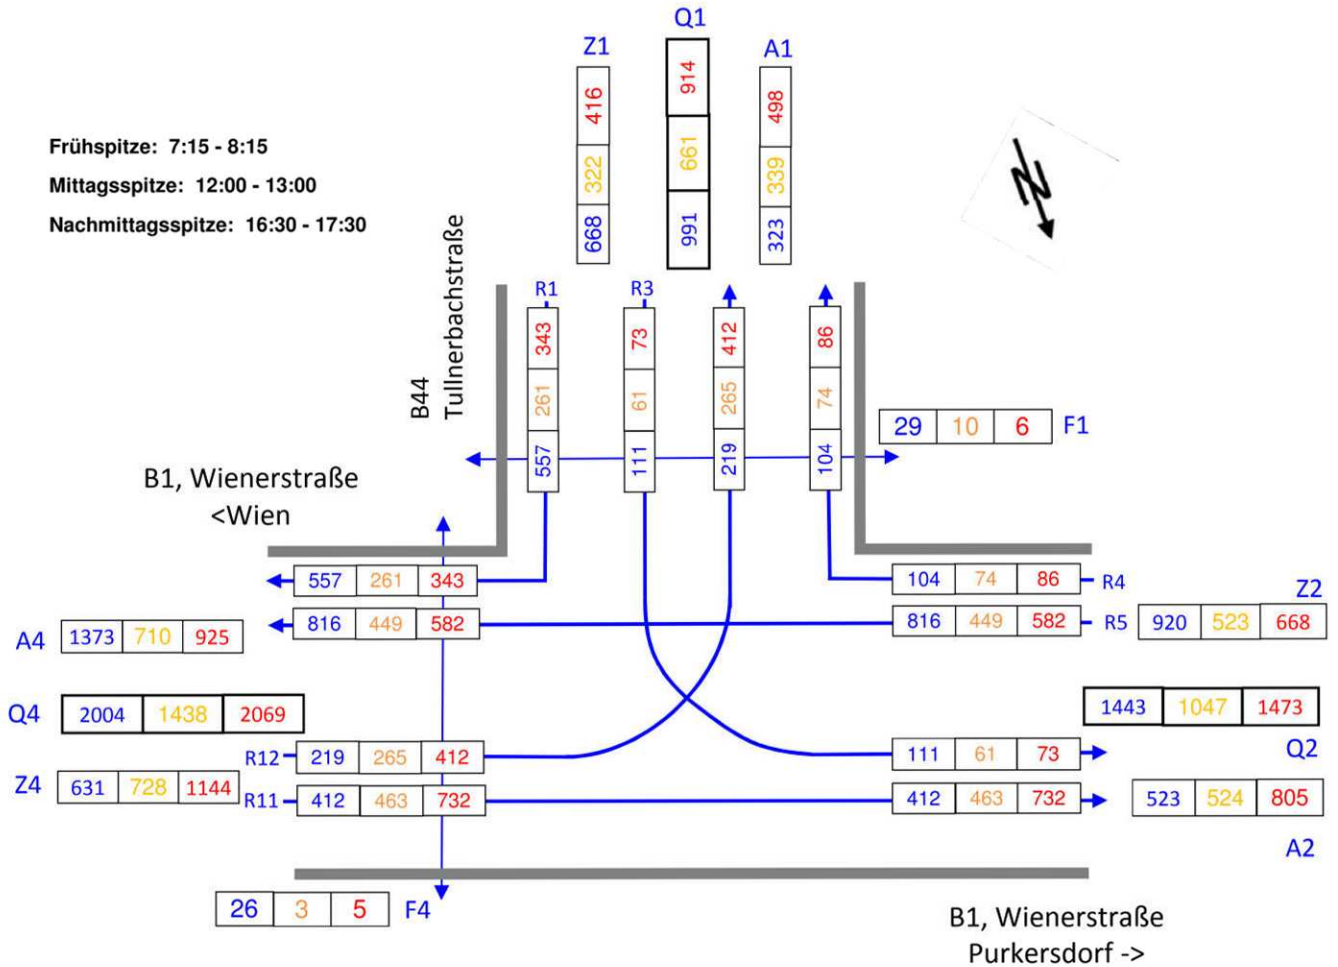 Q1
Z1
A1
914
661
991
416
322
668
498
339
323
Frühspitze: 7:15 - 8:15
Mittagsspitze: 12:00 - 13:00
Nachmittagsspitze: 16:30 - 17:30
B44
Tullnerbachstraße
R1
R3
343
261
557
73
61
111
412
265
219
86
74
104
29 10 6 F1
B1, Wienerstraße
<Wien
557 261 343
104 74 86 R4
Z2
816 449 582
816 449 582 R5
920 523 668
A4 1373 710 925
Q4 2004 1438 2069
1443 1047 1473
Q2
R12 219 265 412
111 61 73
Z4 631 728 1144
R11 412 463 732
412 463 732
523 524 805
A2
26 3 5 F4
B1, Wienerstraße
Purkersdorf ->